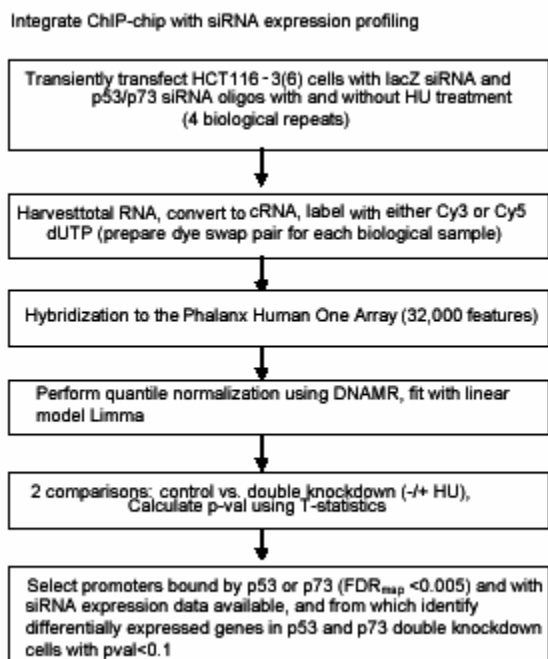 Integrate ChIP-chip with siRNA expression profiling
Transiently transfect HCT116-3(6) cells with lacZ siRNA and
p53/p73 siRNA oligos with and without HU treatment
(4 biological repeats)
Harvesttotal RNA, convert to cRNA, label with either Cy3 or Cy5
dUTP (prepare dye swap pair for each biological sample)
Hybridization to the Phalanx Human One Array (32,000 features)
Perform quantile normalization using DNAMR, fit with linear
model Limma
2 comparisons: control vs. double knockdown (-/+ HU),
Calculate p-val using T-statistics
Select promoters bound by p53 or p73 (FDRmap <0.005) and with
siRNA expression data available, and from which identify
differentially expressed genes in p53 and p73 double knockdown
cells with pval<0.1